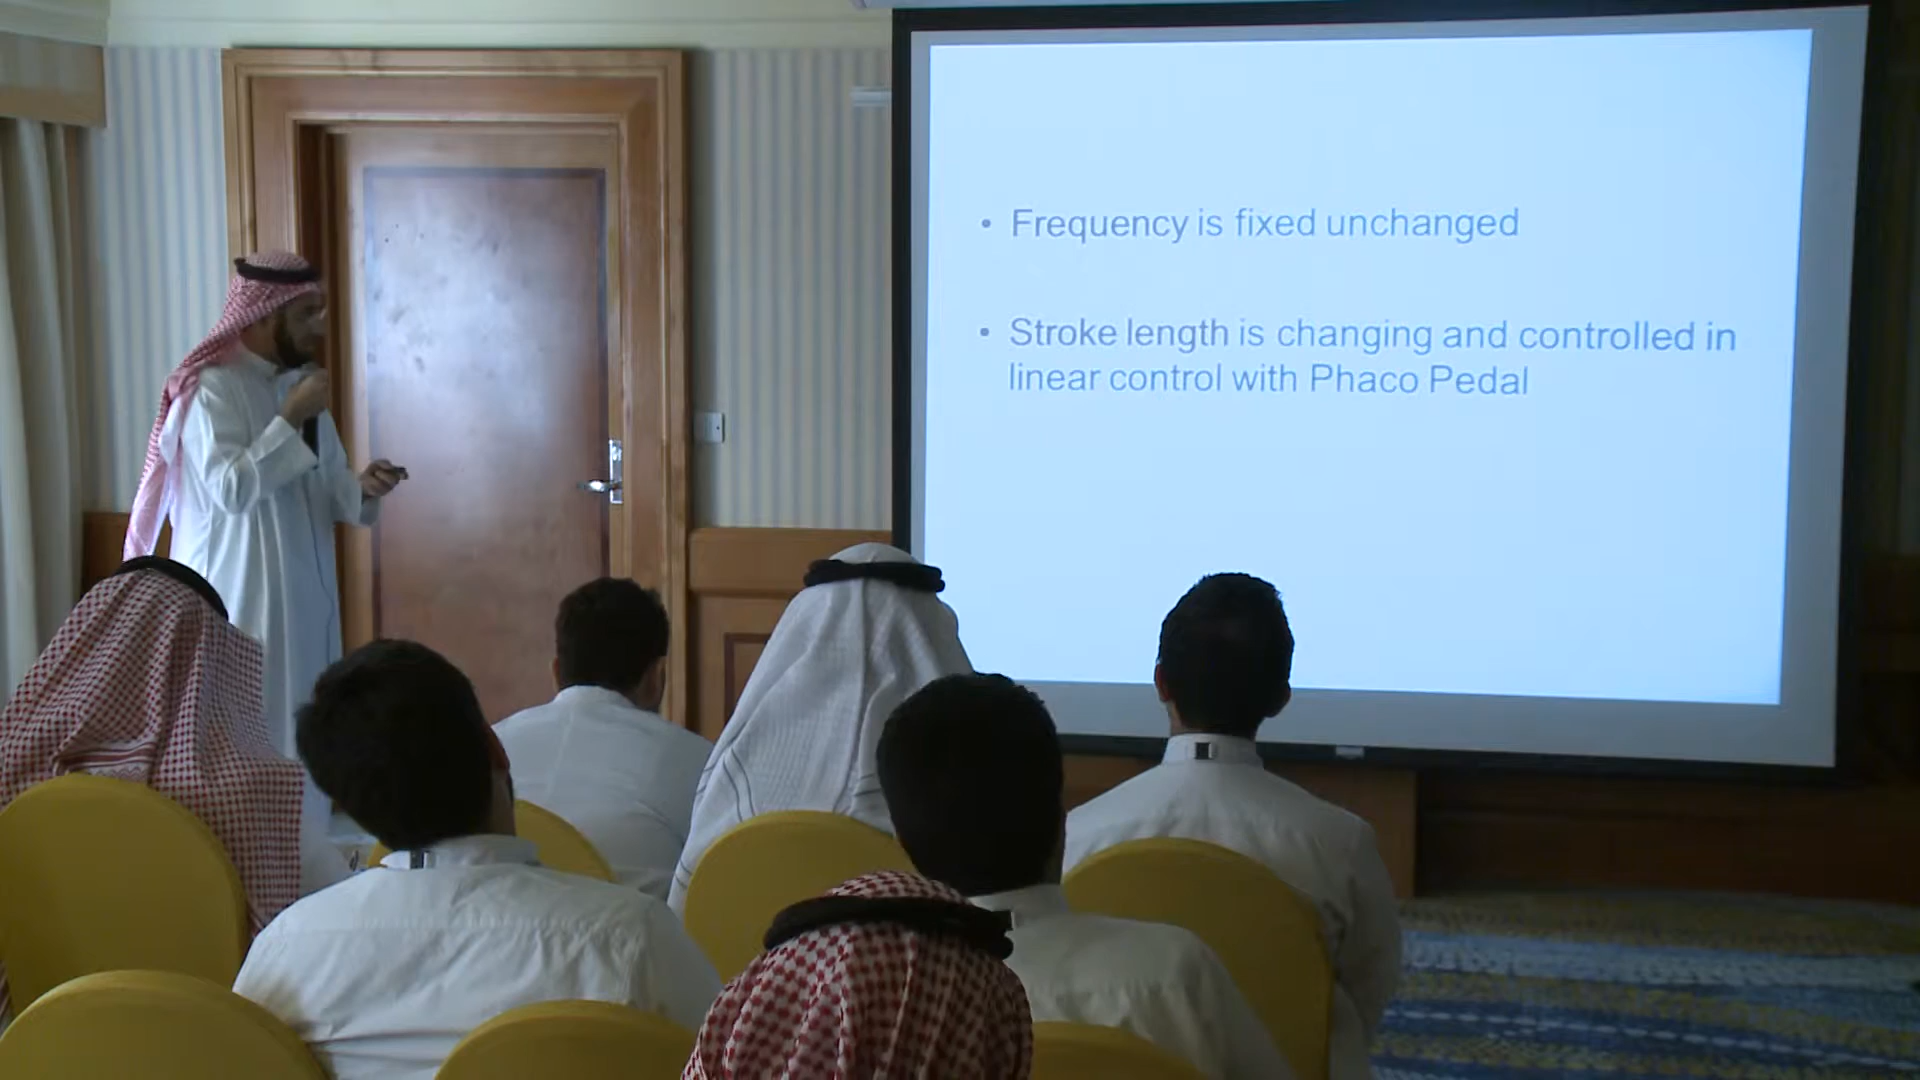 • Frequency is fixed unchanged
• Stroke length is changing and controlled in
linear control with Phaco Pedal